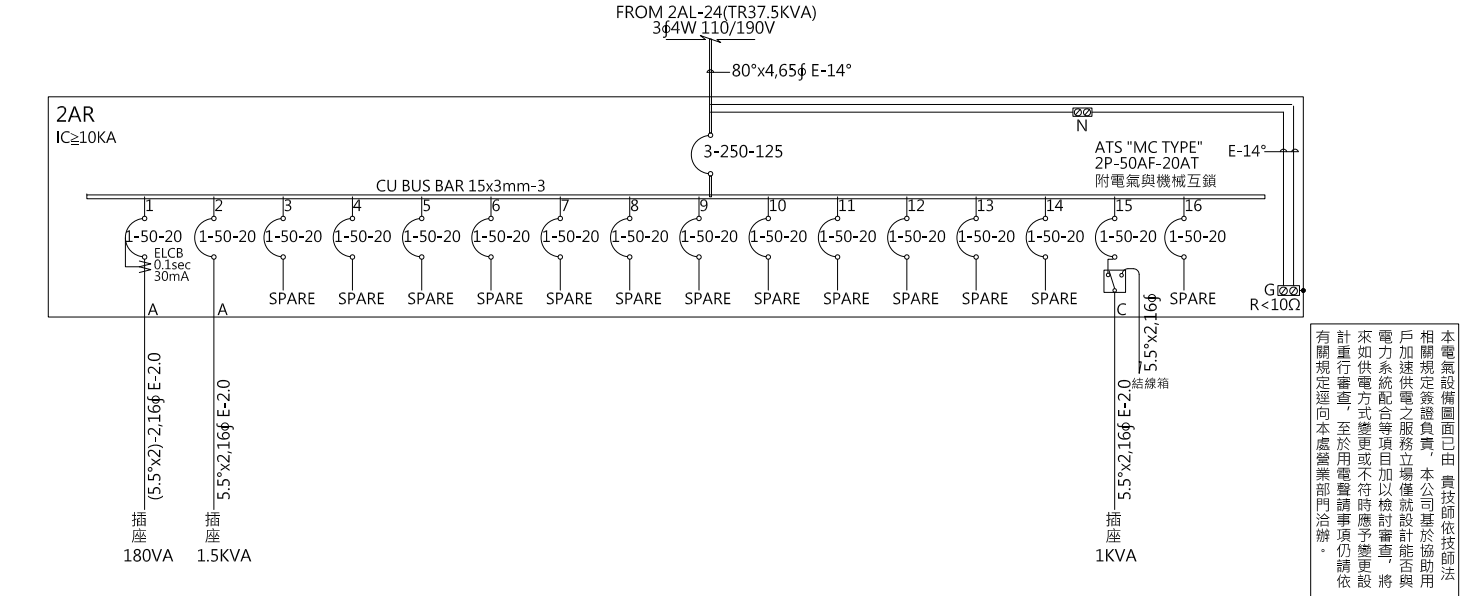 FROM 2AL-24(TR37.5KVA)
3ϕ4W 110/190V
80°x4,65ϕ E-14°
2AR
IC≧10KA
N
3-250-125
ATS "MC TYPE"
2P-50AF-20AT
附電氣與機械互鎖
E-14°
CU BUS BAR 15x3mm-3
1 2 3 4 5 6 7 8 9 10 11 12 13 14 15 16
1-50-20 1-50-20 1-50-20 1-50-20 1-50-20 1-50-20 1-50-20 1-50-20 1-50-20 1-50-20 1-50-20 1-50-20 1-50-20 1-50-20 1-50-20 1-50-20
ELCB
0.1sec
30mA
SPARE SPARE SPARE SPARE SPARE SPARE SPARE SPARE SPARE SPARE SPARE SPARE SPARE
G
R<10Ω
A
A
C
(5.5°x2)-2,16ϕ E-2.0
5.5°x2,16ϕ E-2.0
5.5°x2,16ϕ E-2.0
5.5°x2,16ϕ
結線箱
插座
180VA
插座
1.5KVA
插座
1KVA
本電氣設備圖面已由 貴技師依技師法
相關規定簽證負責，本公司基於協助用
戶加速供電之服務立場僅就設計能否與
電力系統配合等項目加以檢討審查，將
來如供電方式變更或不符時應予變更設
計重行審查，至於用電聲請事項仍請依
有關規定逕向本處營業部門洽辦。